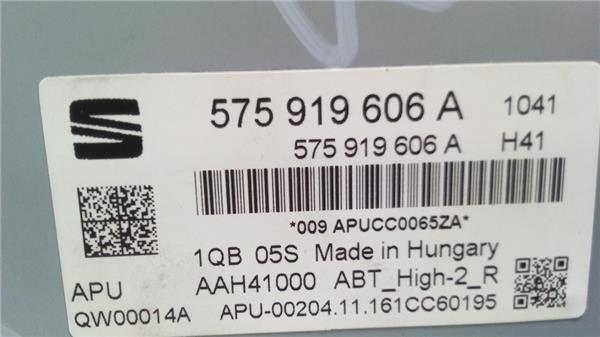 575 919 606 A 1041
575 919 606 A H41
*009 APUCC0065ZA*
1QB 05S Made in Hungary
APU AAH41000 ABT_High-2_R
QW00014A APU-00204.11.161CC60195